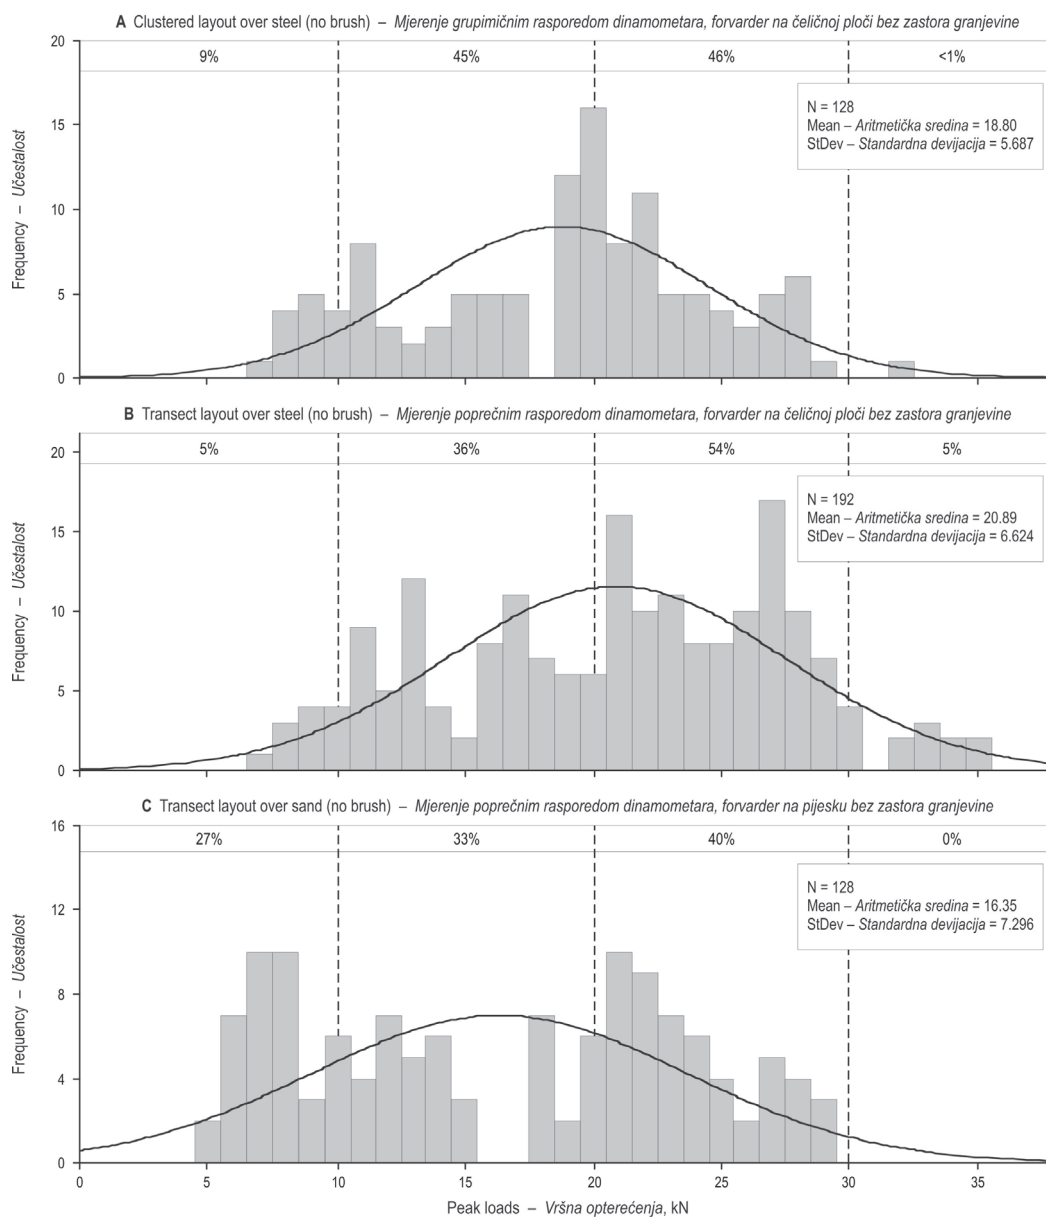 A Clustered layout over steel (no brush) – Mjerenje grupimičnim rasporedom dinamometara, forvarder na čeličnoj ploči bez zastora granjevine
20
9% 45% 46% <1%
N = 128
Mean – Aritmetička sredina = 18.80
StDev – Standardna devijacija = 5.687
15
Frequency – Učestalost
10
5
0
B Transect layout over steel (no brush) – Mjerenje poprečnim rasporedom dinamometara, forvarder na čeličnoj ploči bez zastora granjevine
20
5% 36% 54% 5%
N = 192
Mean – Aritmetička sredina = 20.89
StDev – Standardna devijacija = 6.624
15
Frequency – Učestalost
10
5
0
C Transect layout over sand (no brush) – Mjerenje poprečnim rasporedom dinamometara, forvarder na pijesku bez zastora granjevine
16
27% 33% 40% 0%
N = 128
Mean – Aritmetička sredina = 16.35
StDev – Standardna devijacija = 7.296
12
Frequency – Učestalost
8
4
0
0 5 10 15 20 25 30 35
Peak loads – Vršna opterećenja, kN